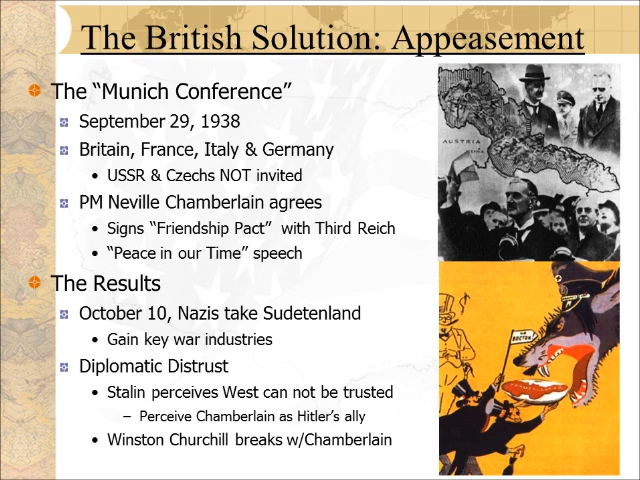 The British Solution: Appeasement
The “Munich Conference”
September 29, 1938
Britain, France, Italy & Germany
USSR & Czechs NOT invited
PM Neville Chamberlain agrees
Signs “Friendship Pact” with Third Reich
“Peace in our Time” speech
The Results
October 10, Nazis take Sudetenland
Gain key war industries
Diplomatic Distrust
Stalin perceives West can not be trusted
– Perceive Chamberlain as Hitler’s ally
Winston Churchill breaks w/Chamberlain
AUSTRIA
НА
ВОСТОК!